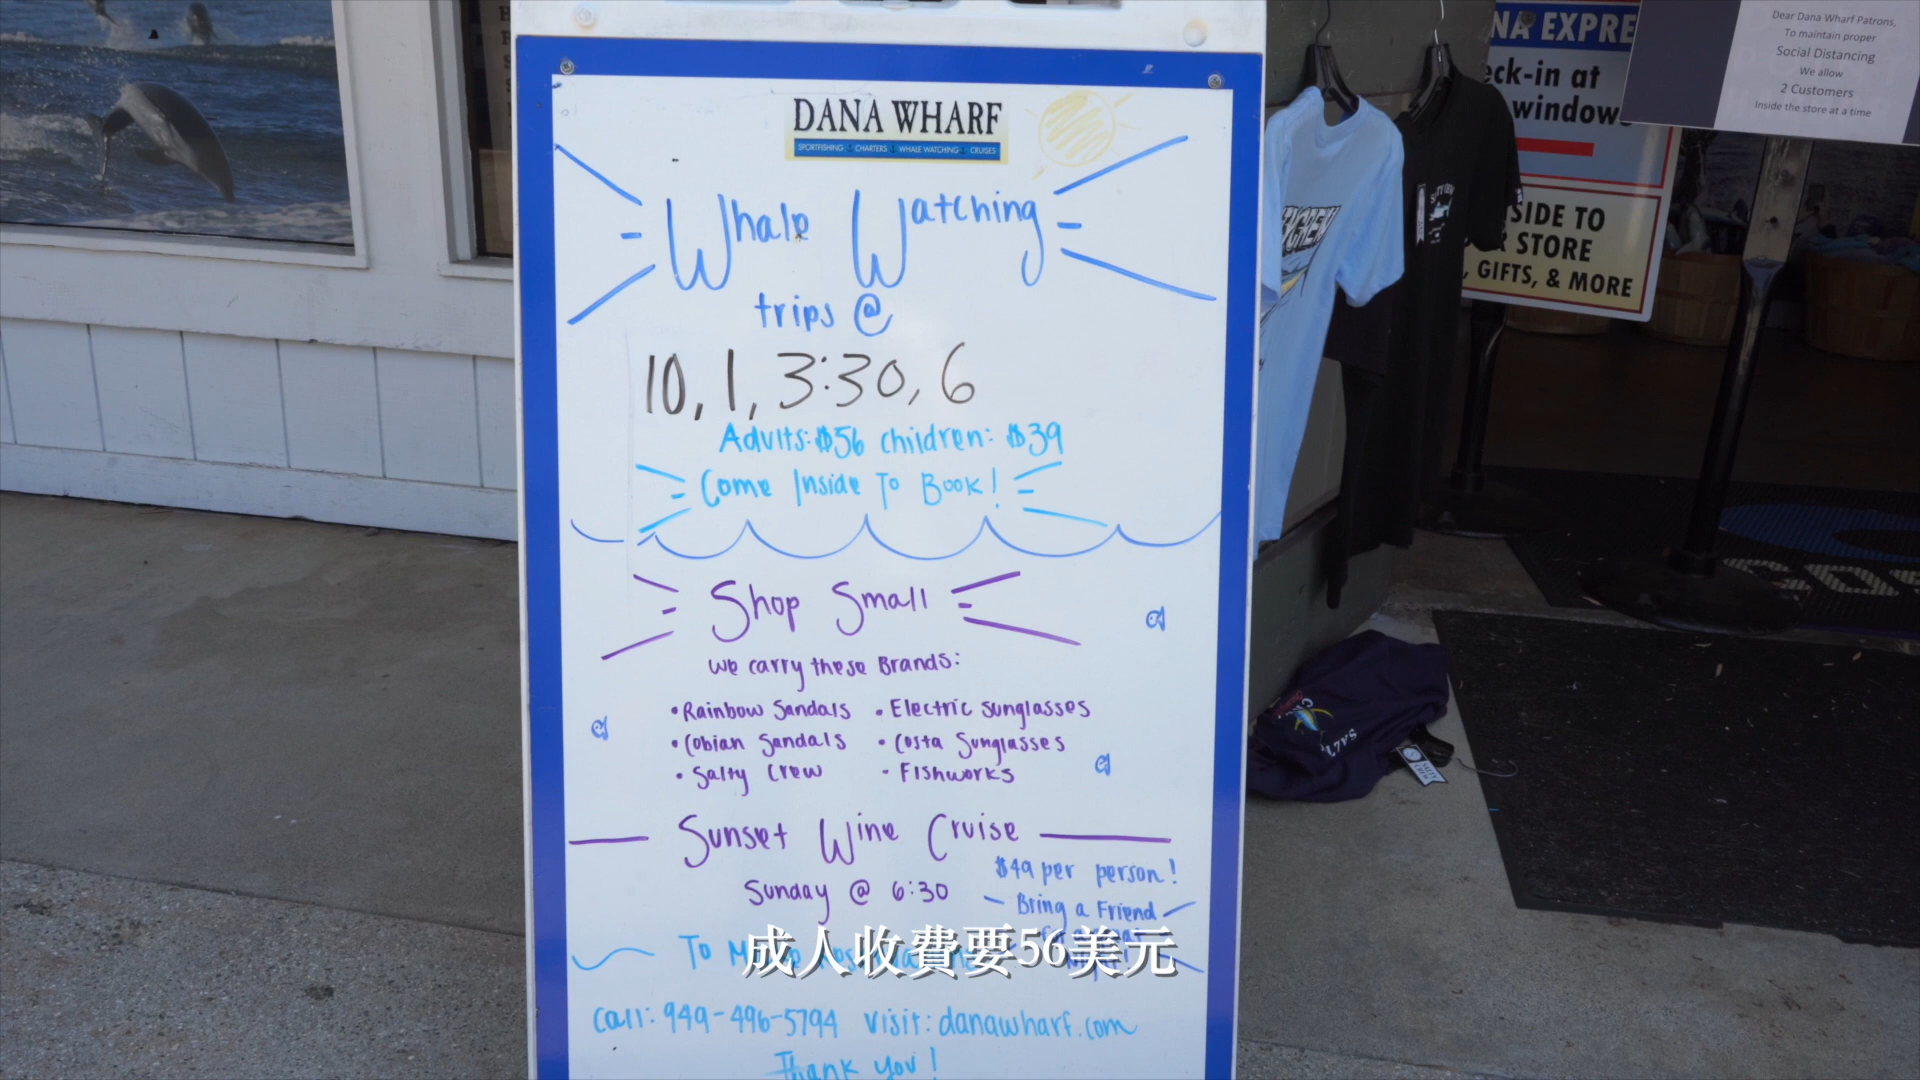 DANA WHARF
SPORTFISHING CHARTERS WHALE WATCHING CRUISES
Whale Watching
trips @
10, 1, 3:30, 6
Adults: $56 children: $39
Come Inside To Book!
Shop Small
we carry these Brands:
• Rainbow Sandals • Electric sunglasses
• Cobian Sandals • Costa Sunglasses
• Salty Crew • Fishworks
Sunset Wine Cruise
Sunday @ 6:30
$49 per person!
Bring a Friend
To
成人收費要56美元
call: 949-496-5794 visit: danawharf.com
Thank you!
NA EXPRE
ck-in at
window
SIDE TO
STORE
, GIFTS, & MORE
Dear Dana Wharf Patrons,
To maintain proper
Social Distancing
We allow
2 Customers
Inside the store at a time
SALTY CREW